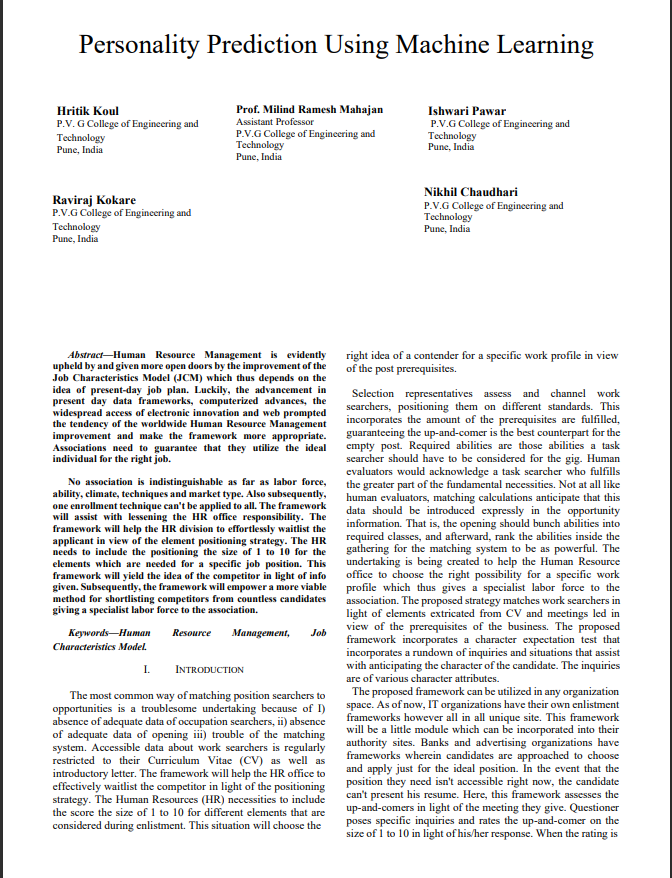 Personality Prediction Using Machine Learning
Hritik Koul
P.V. G College of Engineering and
Technology
Pune, India
Prof. Milind Ramesh Mahajan
Assistant Professor
P.V.G College of Engineering and
Technology
Pune, India
Ishwari Pawar
P.V.G College of Engineering and
Technology
Pune, India
Raviraj Kokare
P.V.G College of Engineering and
Technology
Pune, India
Nikhil Chaudhari
P.V.G College of Engineering and
Technology
Pune, India
Abstract—Human Resource Management is evidently
upheld by and given more open doors by the improvement of the
Job Characteristics Model (JCM) which thus depends on the
idea of present-day job plan. Luckily, the advancement in
present day data frameworks, computerized advances, the
widespread access of electronic innovation and web prompted
the tendency of the worldwide Human Resource Management
improvement and make the framework more appropriate.
Associations need to guarantee that they utilize the ideal
individual for the right job.
No association is indistinguishable as far as labor force,
ability, climate, techniques and market type. Also subsequently,
one enrollment technique can't be applied to all. The framework
will assist with lessening the HR office responsibility. The
framework will help the HR division to effortlessly waitlist the
applicant in view of the element positioning strategy. The HR
needs to include the positioning the size of 1 to 10 for the
elements which are needed for a specific job position. This
framework will yield the idea of the competitor in light of info
given. Subsequently, the framework will empower a more viable
method for shortlisting competitors from countless candidates
giving a specialist labor force to the association.
Keywords—Human Resource Management, Job
Characteristics Model.
I. INTRODUCTION
The most common way of matching position searchers to
opportunities is a troublesome undertaking because of I)
absence of adequate data of occupation searchers, ii) absence
of adequate data of opening iii) trouble of the matching
system. Accessible data about work searchers is regularly
restricted to their Curriculum Vitae (CV) as well as
introductory letter. The framework will help the HR office to
effectively waitlist the competitor in light of the positioning
strategy. The Human Resources (HR) necessities to include
the score the size of 1 to 10 for different elements that are
considered during enlistment. This situation will choose the
right idea of a contender for a specific work profile in view
of the post prerequisites.
Selection representatives assess and channel work
searchers, positioning them on different standards. This
incorporates the amount of the prerequisites are fulfilled,
guaranteeing the up-and-comer is the best counterpart for the
empty post. Required abilities are those abilities a task
searcher should have to be considered for the gig. Human
evaluators would acknowledge a task searcher who fulfills
the greater part of the fundamental necessities. Not at all like
human evaluators, matching calculations anticipate that this
data should be introduced expressly in the opportunity
information. That is, the opening should bunch abilities into
required classes, and afterward, rank the abilities inside the
gathering for the matching system to be as powerful. The
undertaking is being created to help the Human Resource
office to choose the right possibility for a specific work
profile which thus gives a specialist labor force to the
association. The proposed strategy matches work searchers in
light of elements extricated from CV and meetings led in
view of the prerequisites of the business. The proposed
framework incorporates a character expectation test that
incorporates a rundown of inquiries and situations that assist
with anticipating the character of the candidate. The inquiries
are of various character attributes.
The proposed framework can be utilized in any organization
space. As of now, IT organizations have their own enlistment
frameworks however all in all unique site. This framework
will be a little module which can be incorporated into their
authority sites. Banks and advertising organizations have
frameworks wherein candidates are approached to choose
and apply just for the ideal position. In the event that the
position they need isn't accessible right now, the candidate
can't present his resume. Here, this framework assesses the
up-and-comers in light of the meeting they give. Questioner
poses specific inquiries and rates the up-and-comer on the
size of 1 to 10 in light of his/her response. When the rating is